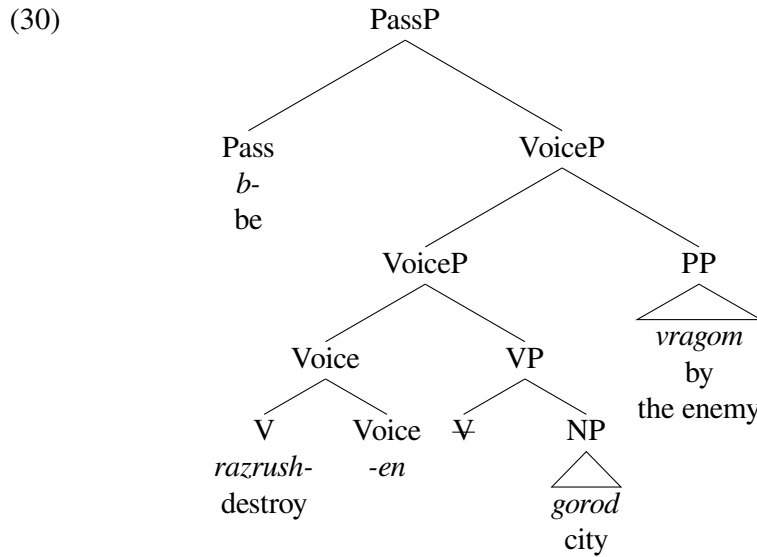 (30) PassP
Pass VoiceP
b-
be
VoiceP PP
vragom
by
the enemy
Voice VP
V Voice V NP
razrush- -en
destroy
gorod
city